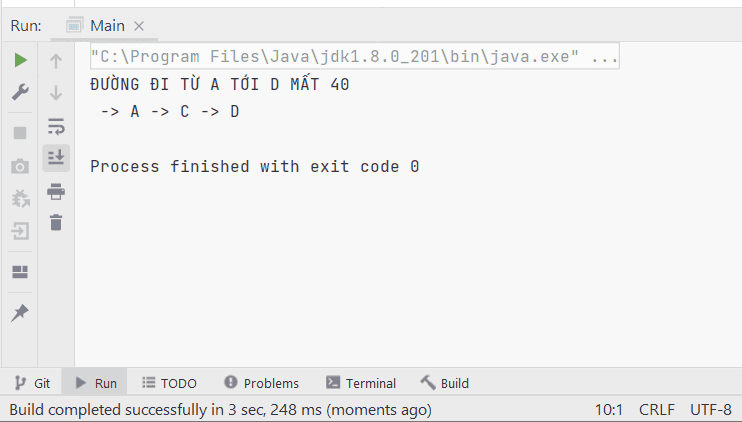 Run: Main
"C:\Program Files\Java\jdk1.8.0_201\bin\java.exe" ...
ĐƯỜNG ĐI TỪ A TỚI D MẤT 40
-> A -> C -> D
Process finished with exit code 0
Git Run TODO Problems Terminal Build
Build completed successfully in 3 sec, 248 ms (moments ago) 10:1 CRLF UTF-8